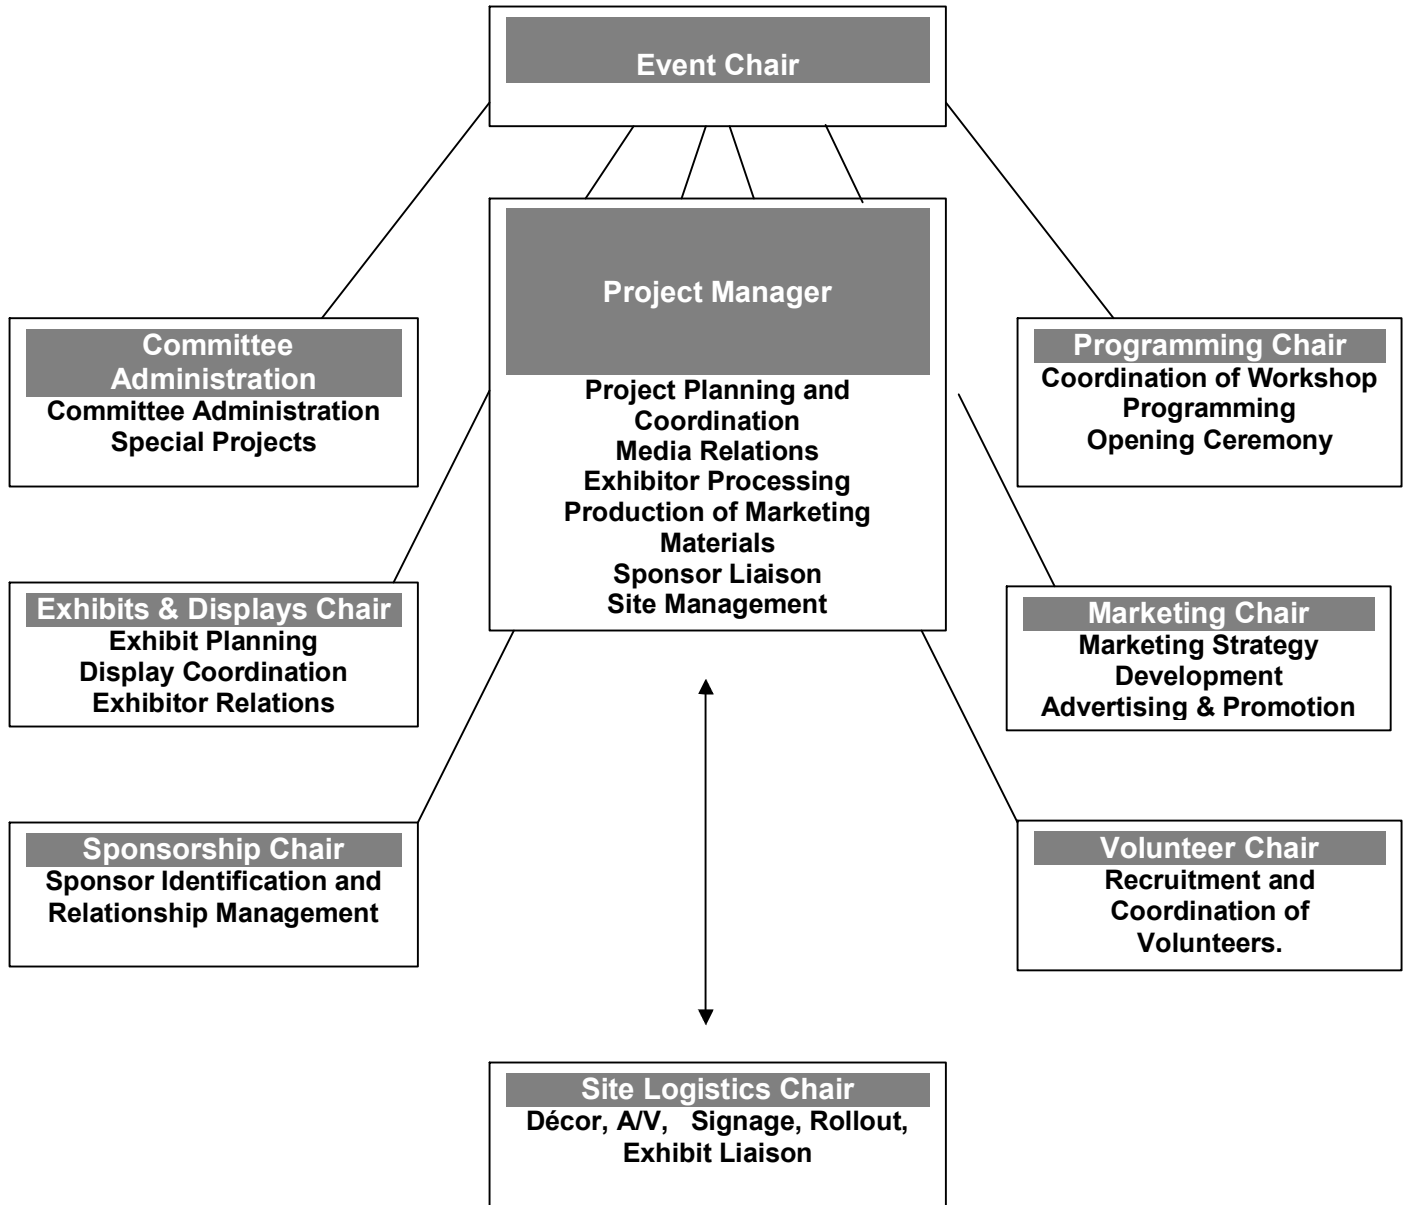 Event Chair
Project Manager
Project Planning and
Coordination
Media Relations
Exhibitor Processing
Production of Marketing
Materials
Sponsor Liaison
Site Management
Committee
Administration
Committee Administration
Special Projects
Programming Chair
Coordination of Workshop
Programming
Opening Ceremony
Exhibits & Displays Chair
Exhibit Planning
Display Coordination
Exhibitor Relations
Marketing Chair
Marketing Strategy
Development
Advertising & Promotion
Sponsorship Chair
Sponsor Identification and
Relationship Management
Volunteer Chair
Recruitment and
Coordination of
Volunteers.
Site Logistics Chair
Décor, A/V,   Signage, Rollout,
Exhibit Liaison